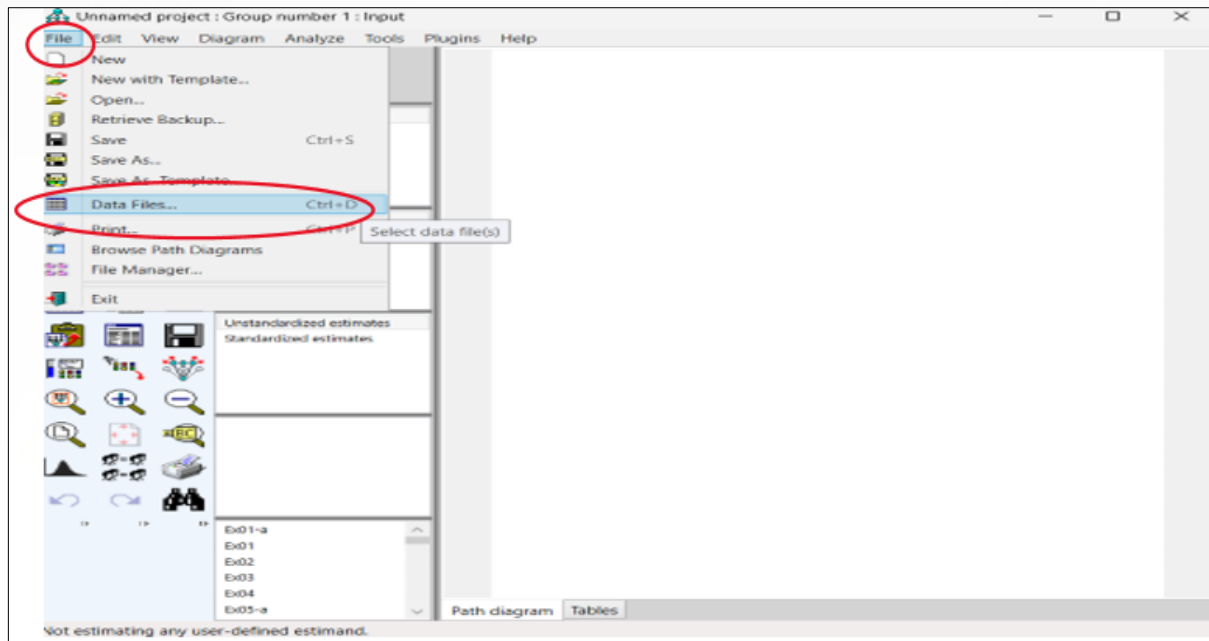 Unnamed project : Group number 1 : Input
File Edit View Diagram Analyze Tools Plugins Help
New
New with Template...
Open...
Retrieve Backup...
Save Ctrl+S
Save As...
Save As Template...
Data Files... Ctrl+D
Print... Ctrl+P
Select data file(s)
Browse Path Diagrams
File Manager...
Exit
Unstandardized estimates
Standardized estimates
Ex01-a
Ex01
Ex02
Ex03
Ex04
Ex05-a
Path diagram Tables
Not estimating any user-defined estimand.